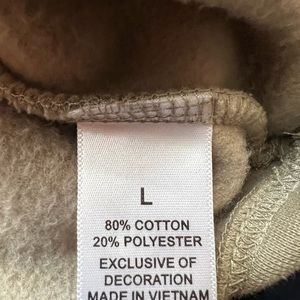 L
80% COTTON
20% POLYESTER
EXCLUSIVE OF
DECORATION
MADE IN VIETNAM